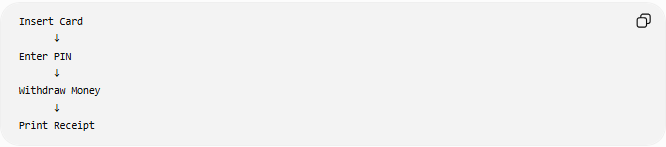 Insert Card
↓
Enter PIN
↓
Withdraw Money
↓
Print Receipt